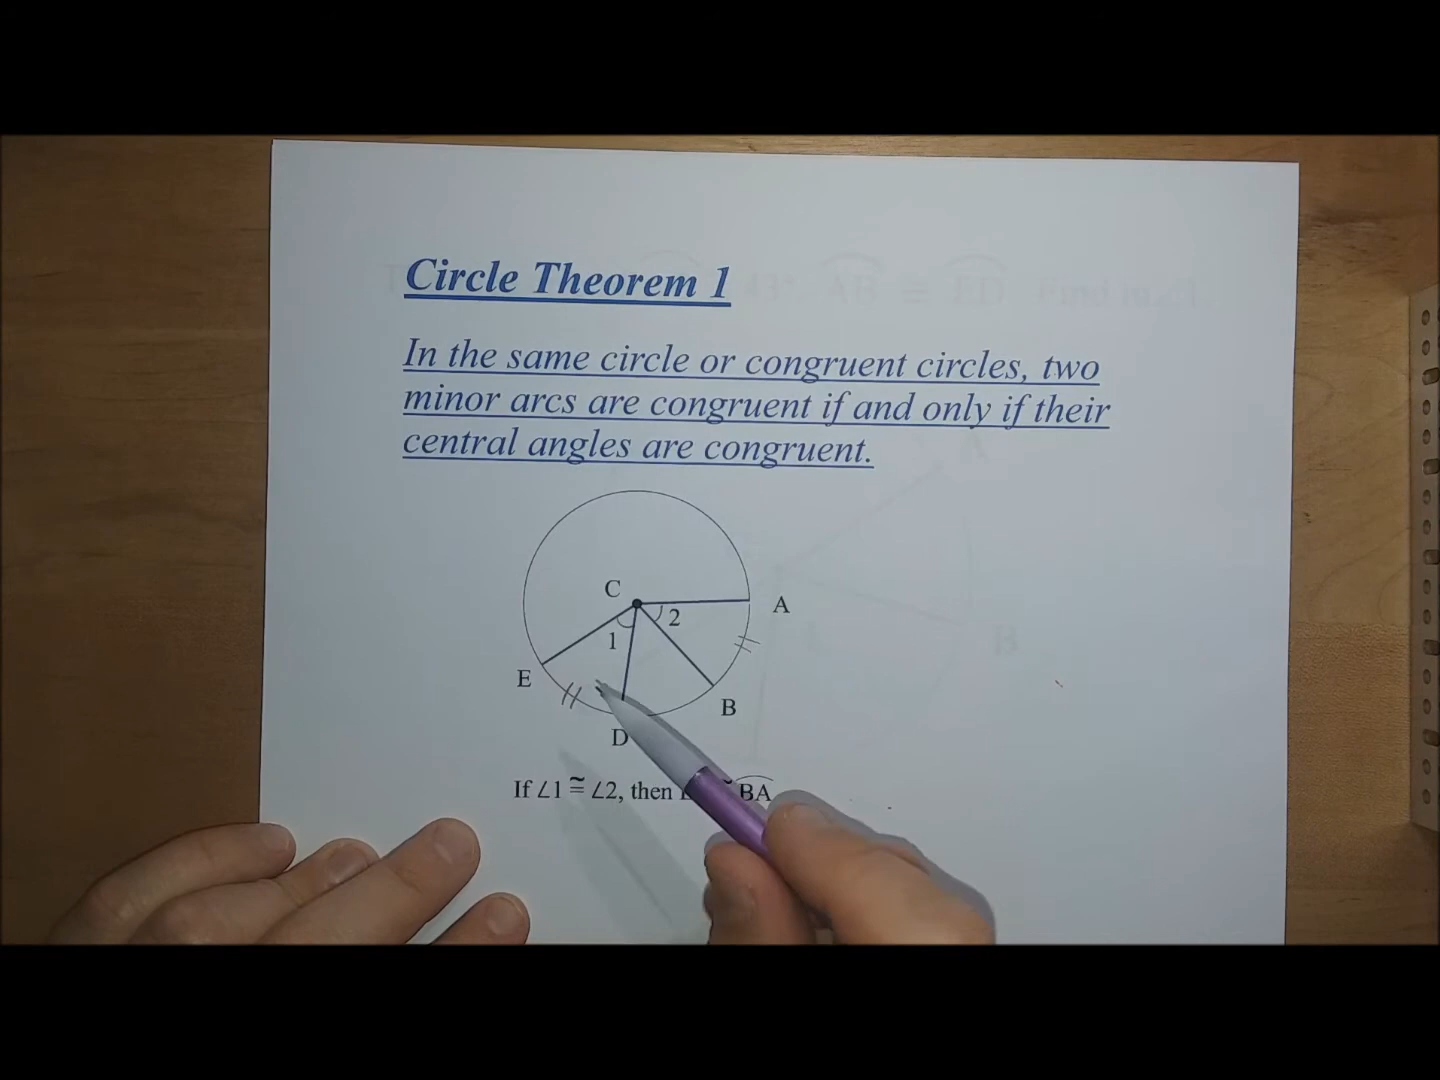 Circle Theorem 1
In the same circle or congruent circles, two
minor arcs are congruent if and only if their
central angles are congruent.
C
A
2
1
E
B
D
If ∠1 ≅ ∠2, then BA